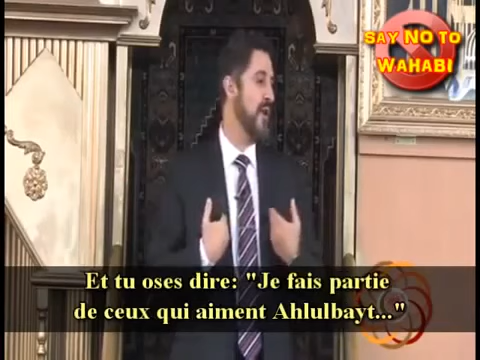 SAY NO TO
WAHABI
Et tu oses dire: "Je fais partie
de ceux qui aiment Ahlulbayt..."